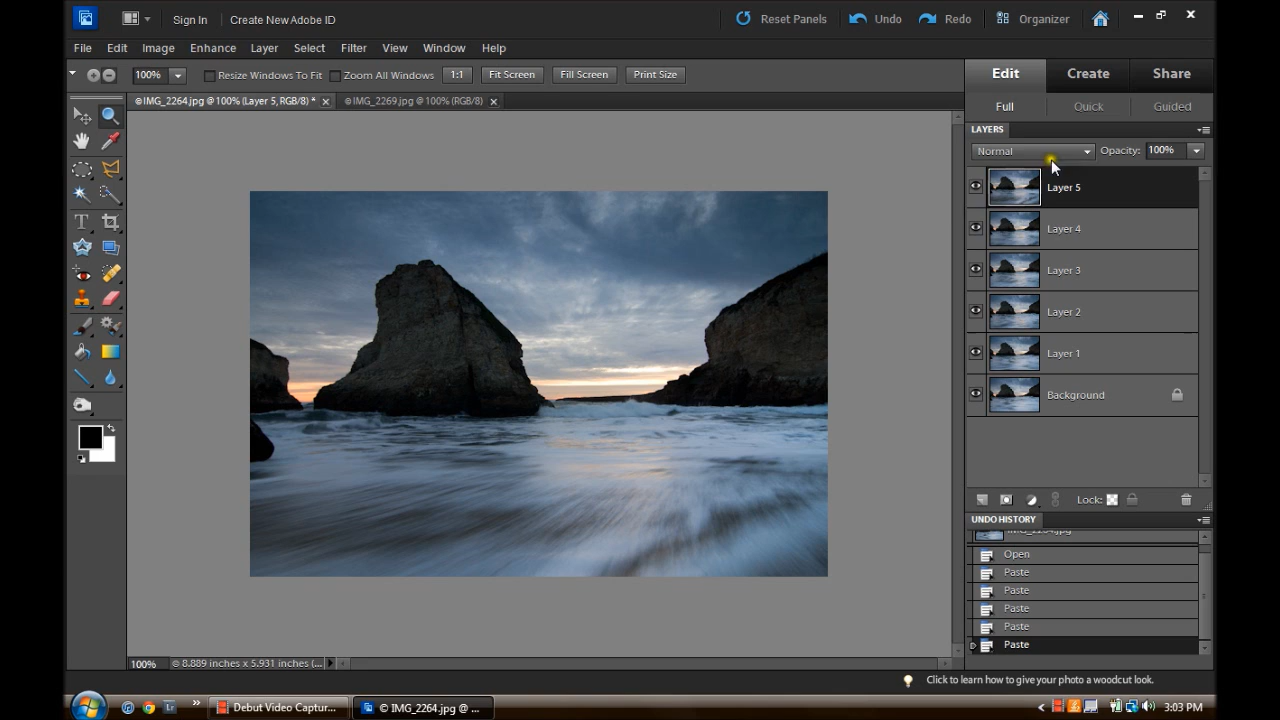 Sign In Create New Adobe ID Reset Panels Undo Redo Organizer
File Edit Image Enhance Layer Select Filter View Window Help
100% Resize Windows To Fit Zoom All Windows 1:1 Fit Screen Fill Screen Print Size
Edit Create Share
©IMG_2264.jpg @ 100% (Layer 5, RGB/8) * ©IMG_2269.jpg @ 100% (RGB/8)
Full Quick Guided
LAYERS
Normal Opacity: 100%
Layer 5
Layer 4
Layer 3
Layer 2
Layer 1
Background
Lock:
UNDO HISTORY
Open
Paste
Paste
Paste
Paste
Paste
100% © 8.889 inches x 5.931 inches (...
Click to learn how to give your photo a woodcut look.
Lr Debut Video Captur... © IMG_2264.jpg @ ... 3:03 PM